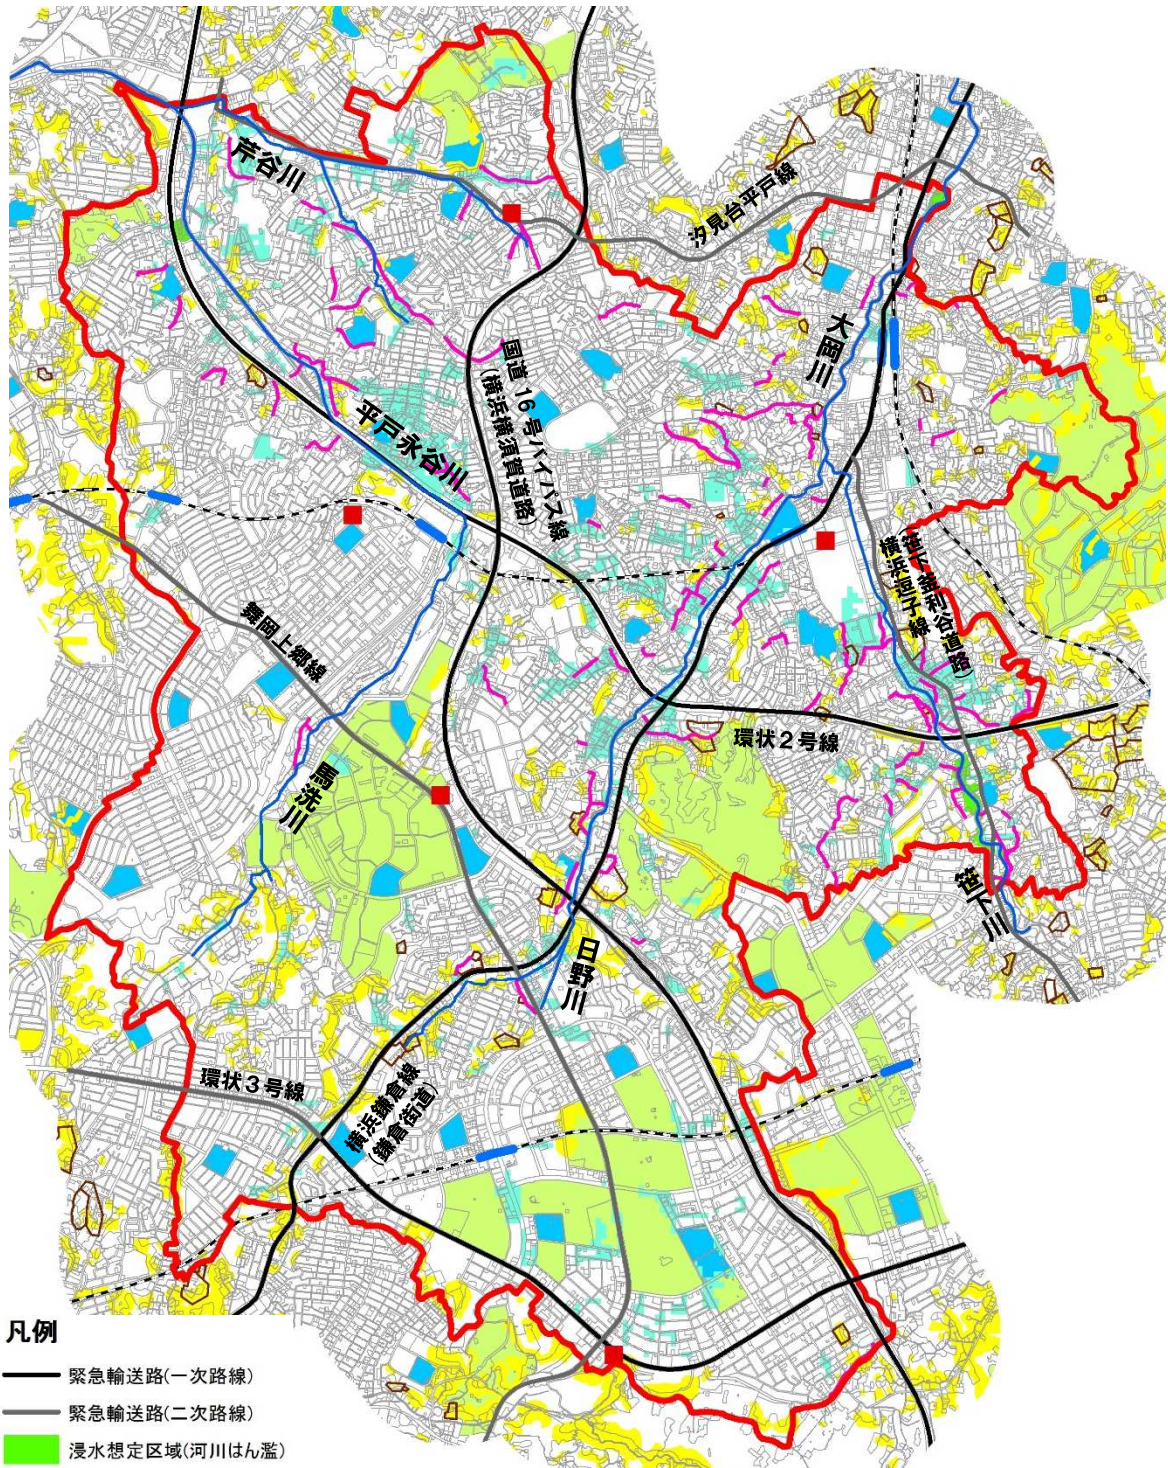 芹谷川
汐見台平戸線
大岡川
国道 16号バイパス線
(横浜横須賀道路)
平戸永谷川
笹下釜利谷道路)
横浜逗子線
舞岡上郷線
環状2号線
馬洗川
笹下川
日野川
環状3号線
横浜鎌倉線
(鎌倉街道)
凡例
緊急輸送路(一次路線)
緊急輸送路(二次路線)
浸水想定区域(河川はん濫)